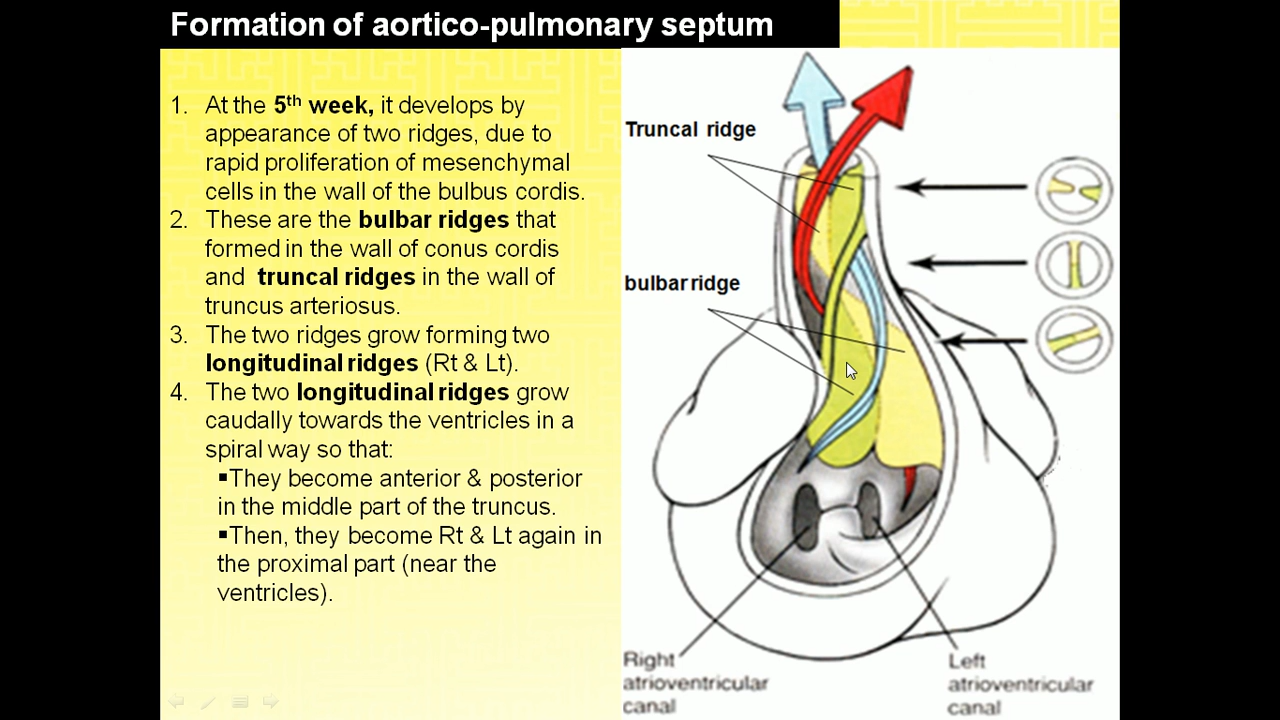 Formation of aortico-pulmonary septum
1. At the 5th week, it develops by
appearance of two ridges, due to
rapid proliferation of mesenchymal
cells in the wall of the bulbus cordis.
2. These are the bulbar ridges that
formed in the wall of conus cordis
and truncal ridges in the wall of
truncus arteriosus.
3. The two ridges grow forming two
longitudinal ridges (Rt & Lt).
4. The two longitudinal ridges grow
caudally towards the ventricles in a
spiral way so that:
▪They become anterior & posterior
in the middle part of the truncus.
▪Then, they become Rt & Lt again in
the proximal part (near the
ventricles).
Truncal ridge
bulbar ridge
Right
atrioventricular
canal
Left
atrioventricular
canal